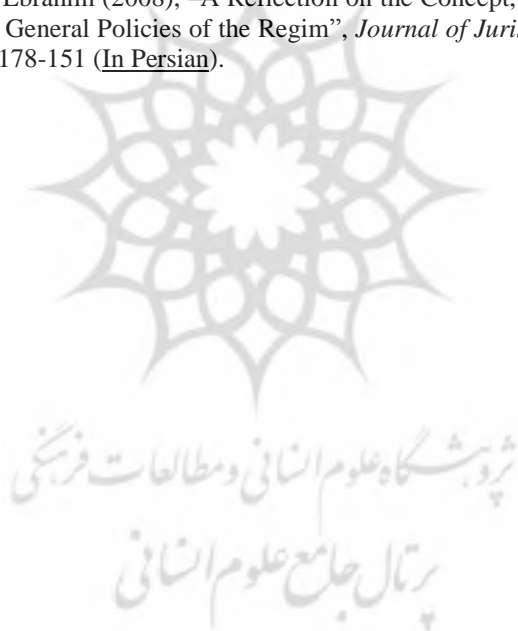 Ebrahim (2008), –A Reflection on the Concept,
General Policies of the Regim”, Journal of Juris
178-151 (In Persian).
پژوهشگاه علوم انسانی و مطالعات فرهنگی
پرتال جامع علوم انسانی